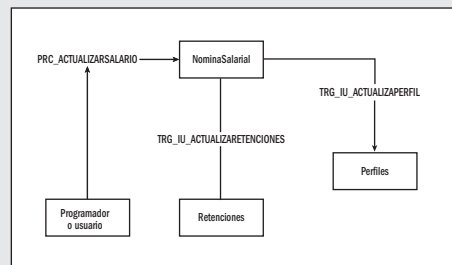 PRC_ACTUALIZARSALARIO
NominaSalarial
TRG_IU_ACTUALIZAPERFIL
TRG_IU_ACTUALIZARETENCIONES
Perfiles
Programador
o usuario
Retenciones